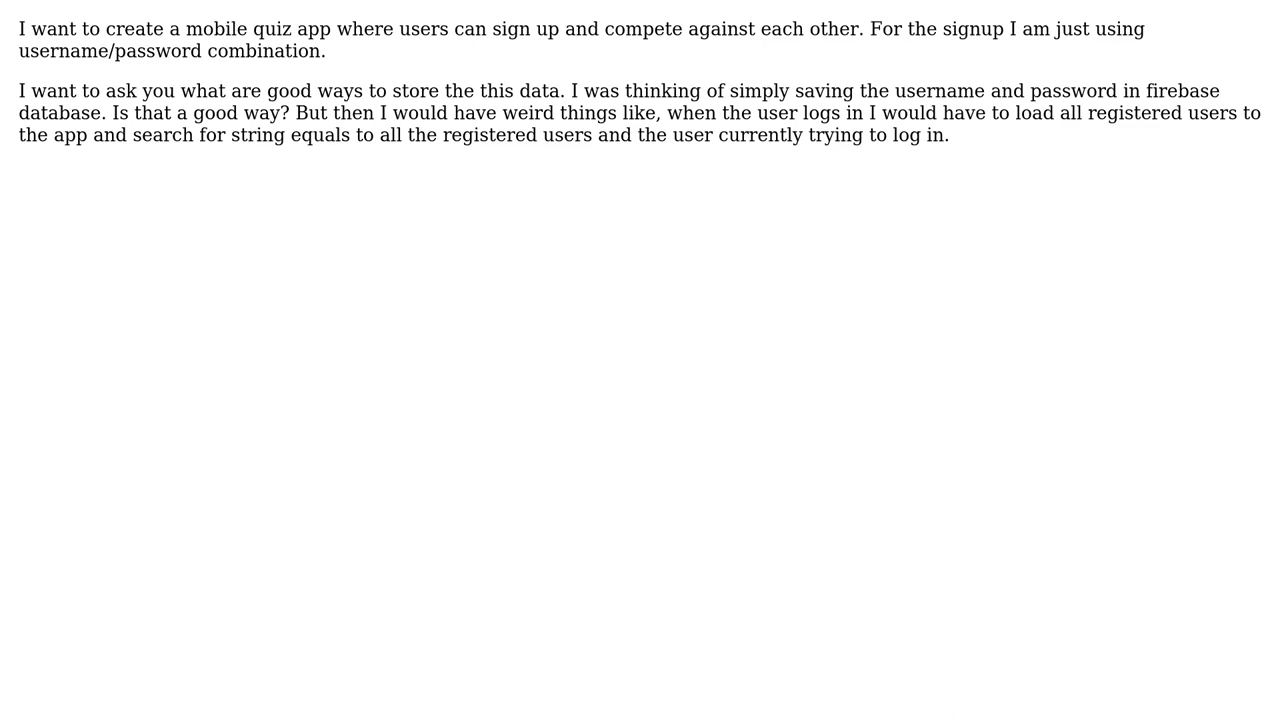 I want to create a mobile quiz app where users can sign up and compete against each other. For the signup I am just using
username/password combination.
I want to ask you what are good ways to store the this data. I was thinking of simply saving the username and password in firebase
database. Is that a good way? But then I would have weird things like, when the user logs in I would have to load all registered users to
the app and search for string equals to all the registered users and the user currently trying to log in.